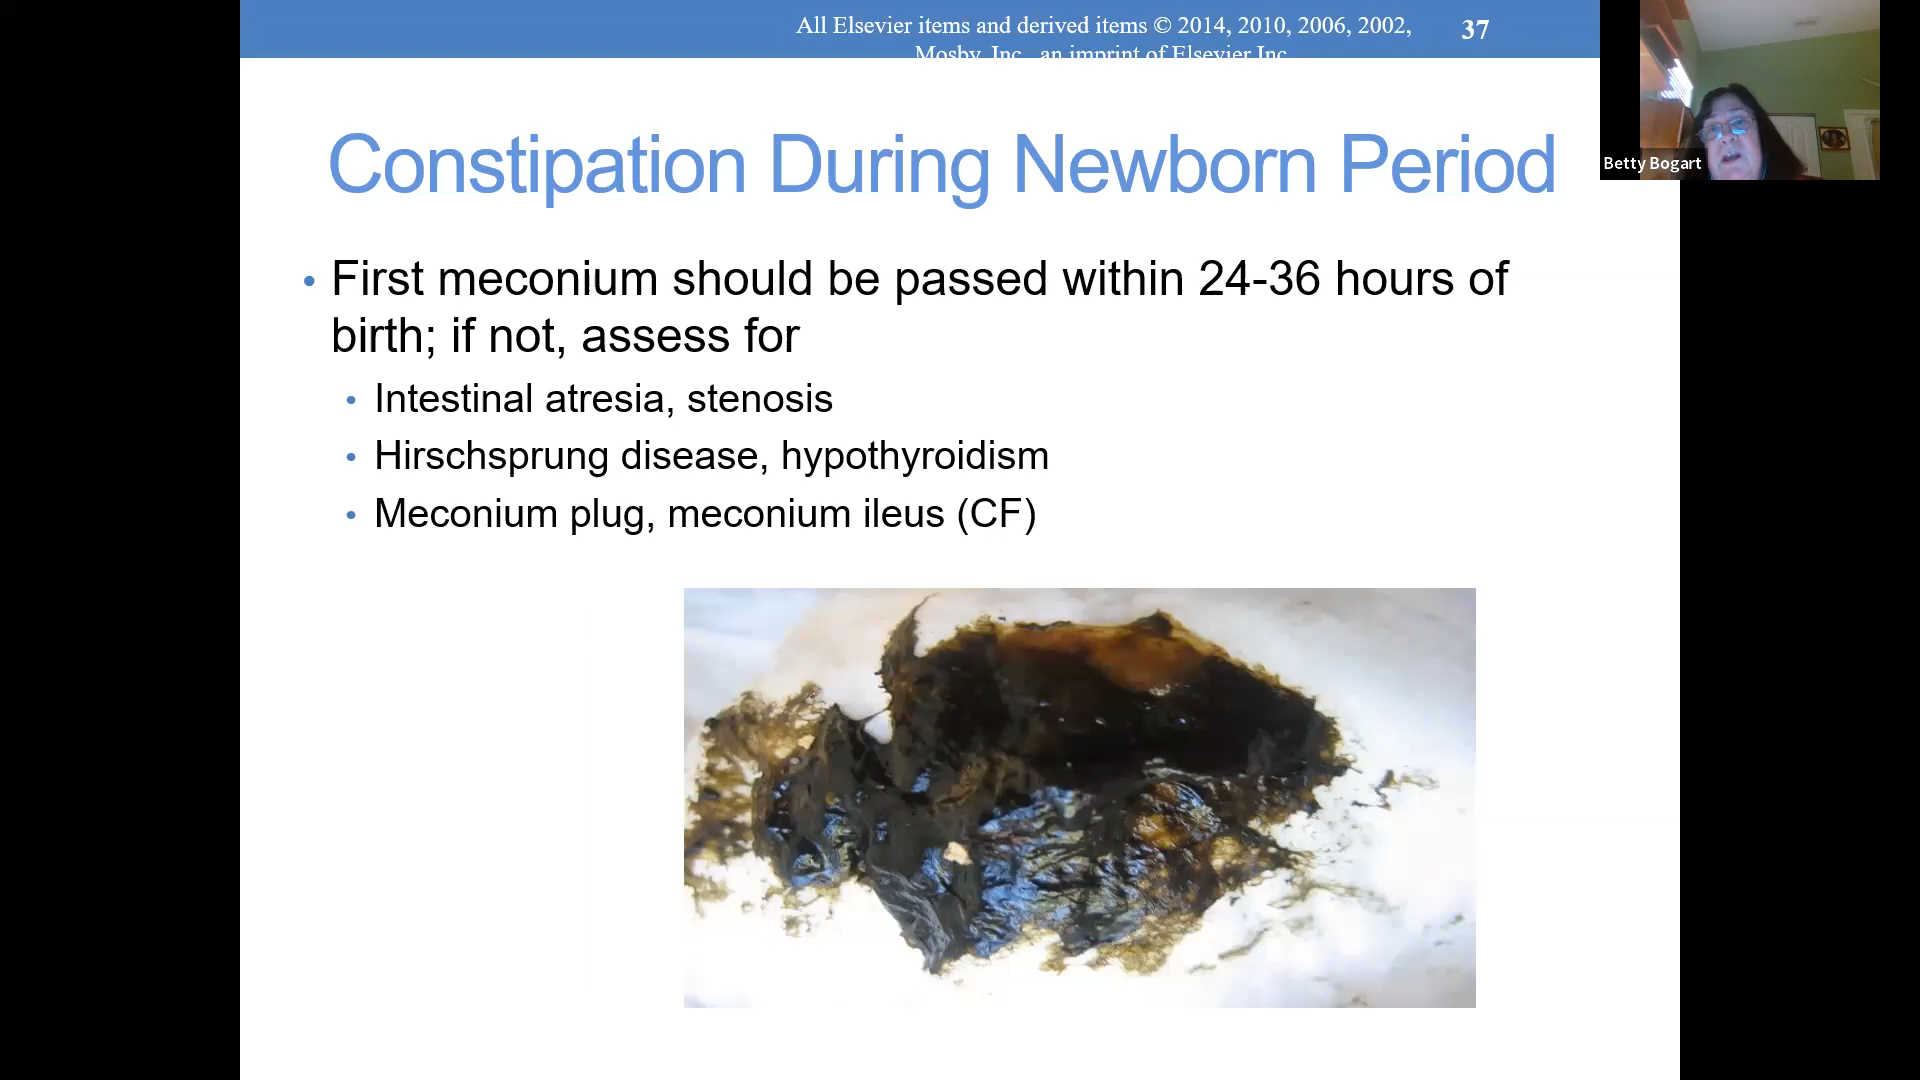 All Elsevier items and derived items © 2014, 2010, 2006, 2002,
37
Mosby, Inc., an imprint of Elsevier Inc.
Betty Bogart
Constipation During Newborn Period
• First meconium should be passed within 24-36 hours of
birth; if not, assess for
• Intestinal atresia, stenosis
• Hirschsprung disease, hypothyroidism
• Meconium plug, meconium ileus (CF)